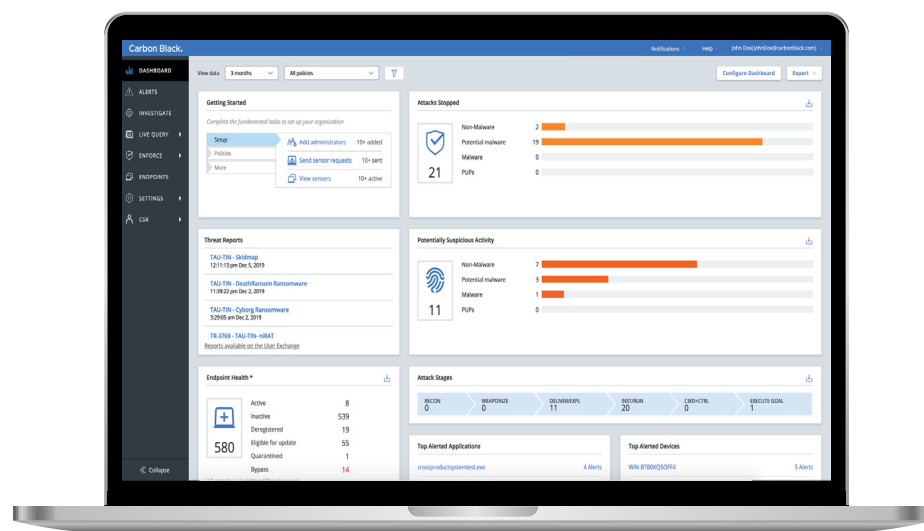 Carbon Black.
Notifications
Help
John Doe(JohnDoe@carbonblack.com)
DASHBOARD
ALERTS
INVESTIGATE
LIVE QUERY
ENFORCE
ENDPOINTS
SETTINGS
CSR
Collapse
View data
3 months
All policies
Configure Dashboard
Export
Getting Started
Complete the fundamental tasks to set up your organization
Setup
Policies
More
Add administrators 10+ added
Send sensor requests 10+ sent
View sensors 10+ active
Attacks Stopped
21
Non-Malware 2
Potential malware 19
Malware 0
PUPs 0
Threat Reports
TAU-TIN - Skidmap
12:11:13 pm Dec 5, 2019
TAU-TIN - DeathRansom Ransomware
11:39:22 pm Dec 2, 2019
TAU-TIN - Cyborg Ransomware
3:29:05 am Dec 2, 2019
TR-3769 - TAU-TIN- nIRAT
Reports available on the User Exchange
Potentially Suspicious Activity
11
Non-Malware 7
Potential malware 3
Malware 1
PUPs 0
Endpoint Health *
580
Active 8
Inactive 539
Deregistered 19
Eligible for update 55
Quarantined 1
Bypass 14
Attack Stages
RECON
0
WEAPONIZE
0
DELIVER/EXPL
11
INST/RUN
20
CMD+CTRL
0
EXECUTE GOAL
1
Top Alerted Applications
crossproductsystemtest.exe 4 Alerts
Top Alerted Devices
WIN-8TB0KQSOFF4 5 Alerts